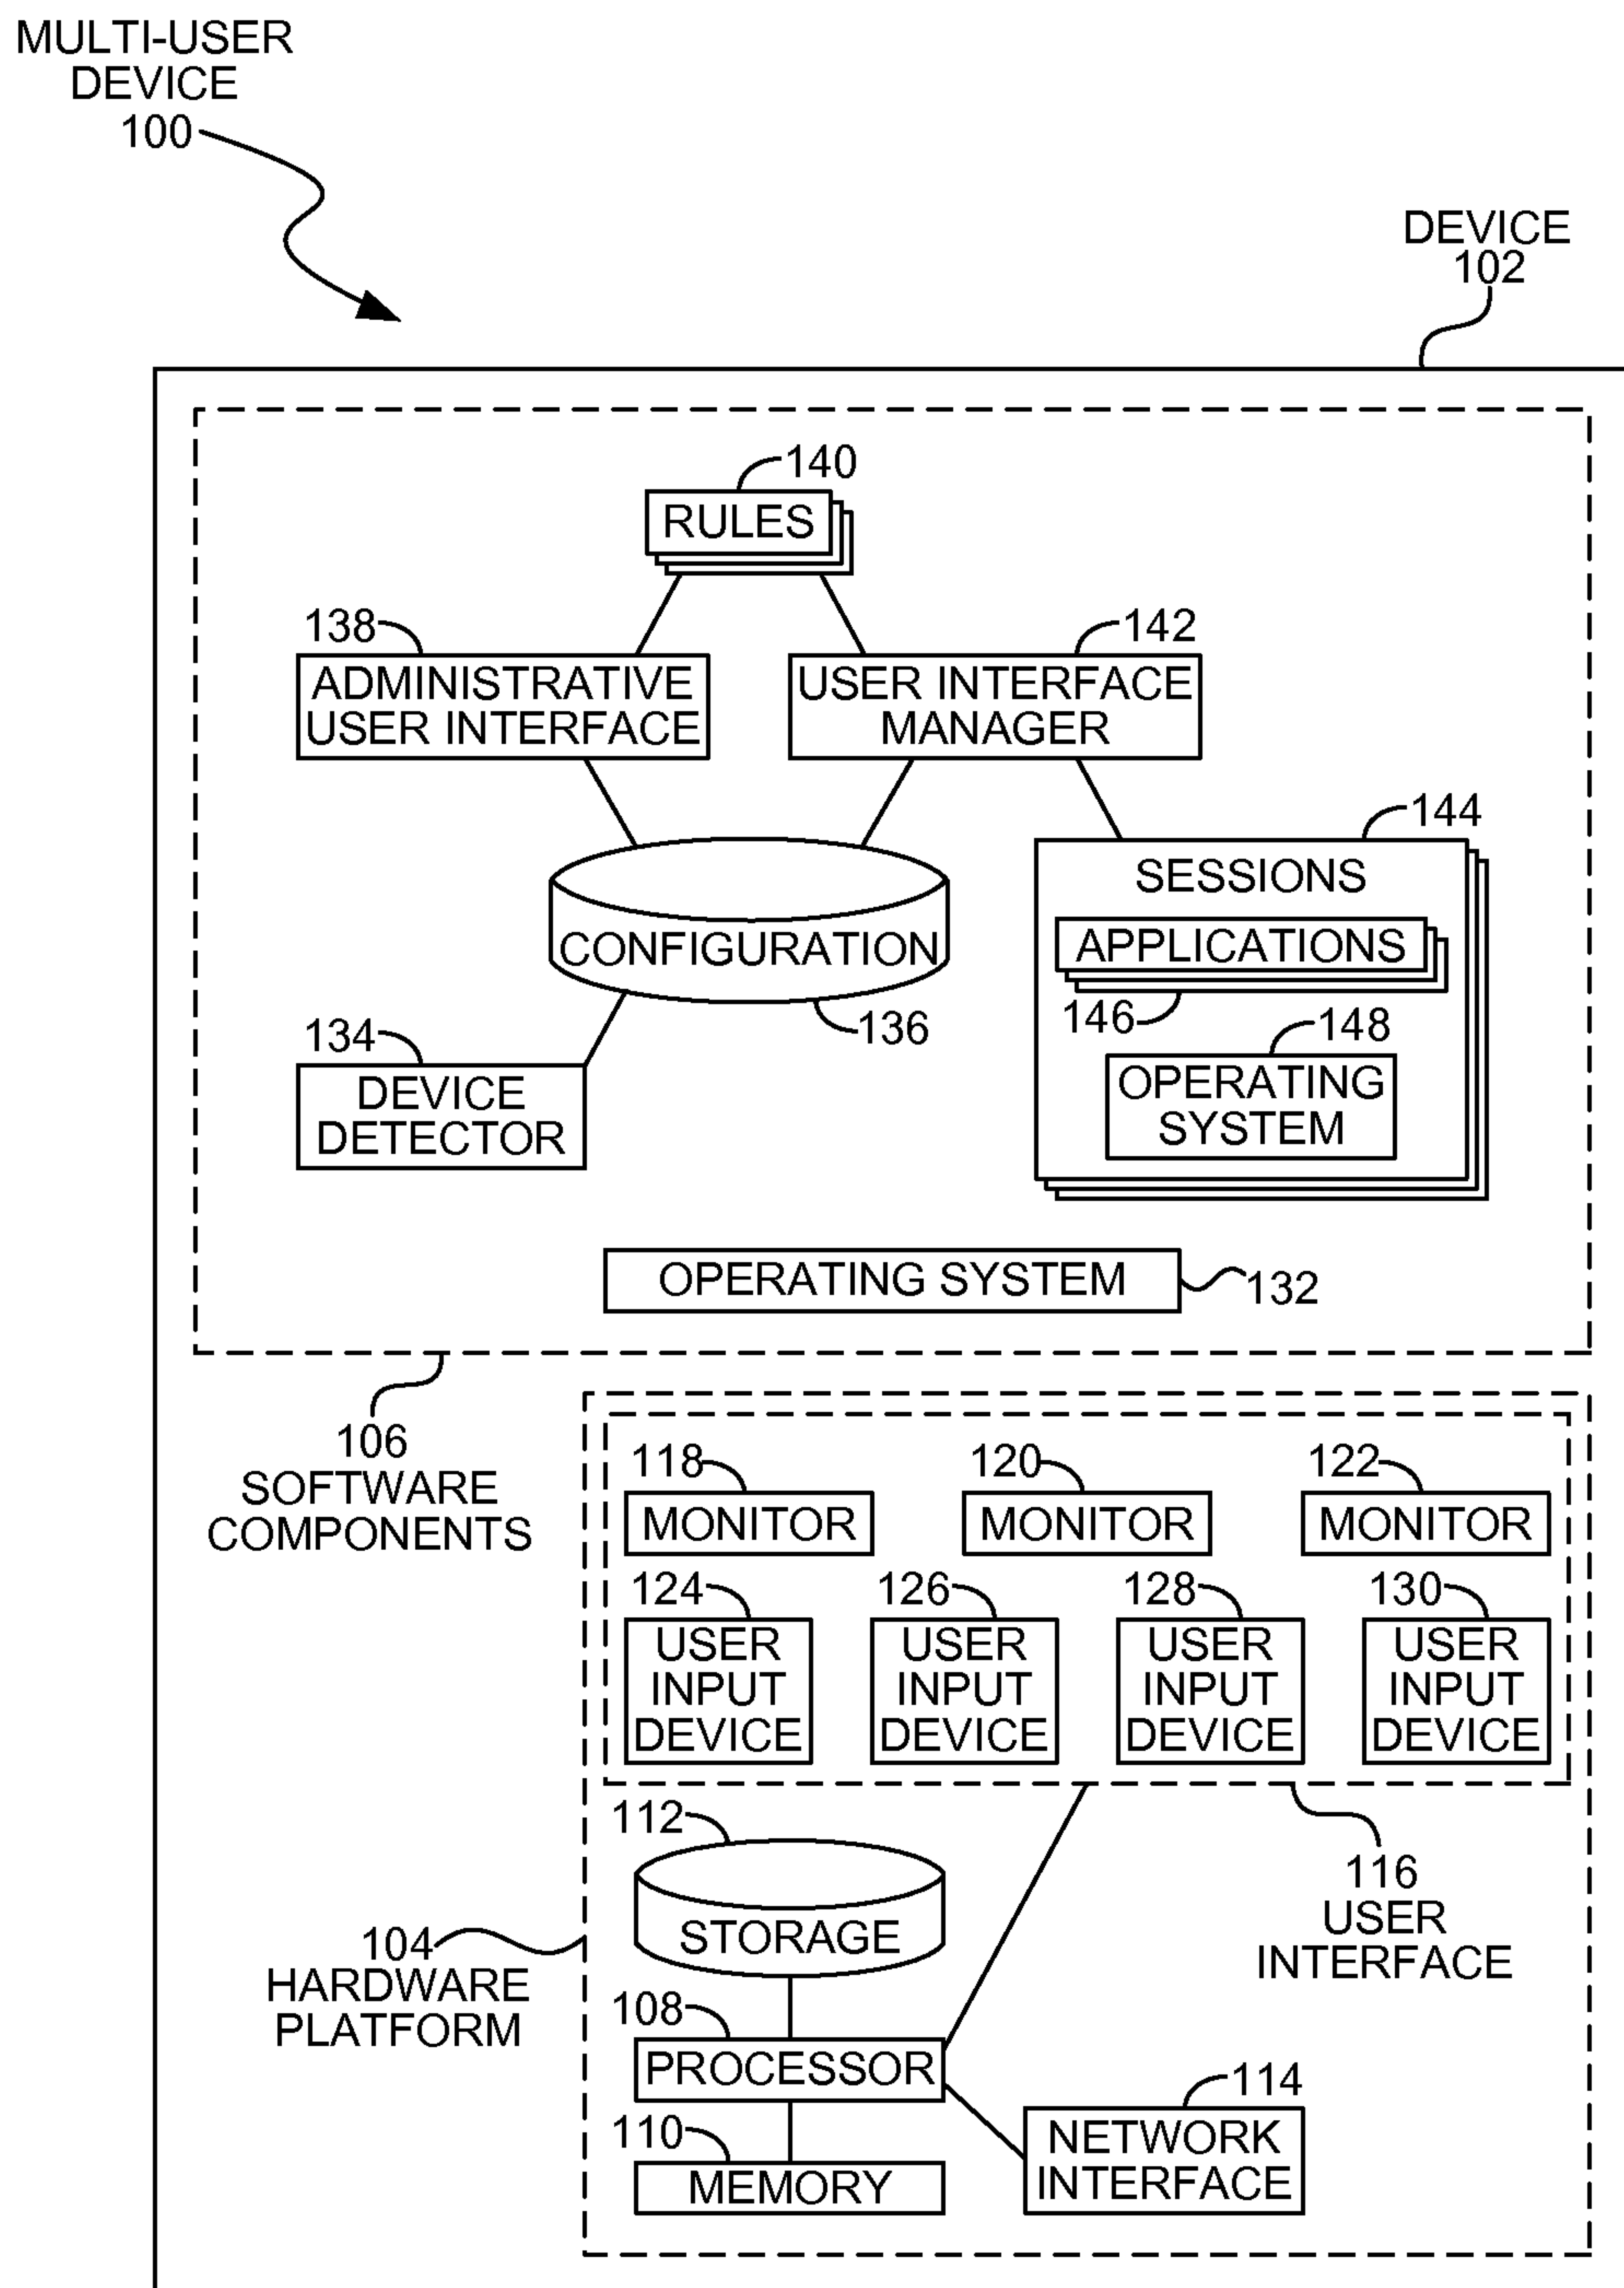 MULTI-USER
DEVICE
100
DEVICE
102
140
RULES
138
ADMINISTRATIVE
USER INTERFACE
142
USER INTERFACE
MANAGER
144
SESSIONS
APPLICATIONS
146
148
OPERATING
SYSTEM
CONFIGURATION
136
134
DEVICE
DETECTOR
OPERATING SYSTEM
132
106
SOFTWARE
COMPONENTS
118
MONITOR
120
MONITOR
122
MONITOR
124
USER
INPUT
DEVICE
126
USER
INPUT
DEVICE
128
USER
INPUT
DEVICE
130
USER
INPUT
DEVICE
112
STORAGE
116
USER
INTERFACE
104
HARDWARE
PLATFORM
108
PROCESSOR
114
NETWORK
INTERFACE
110
MEMORY